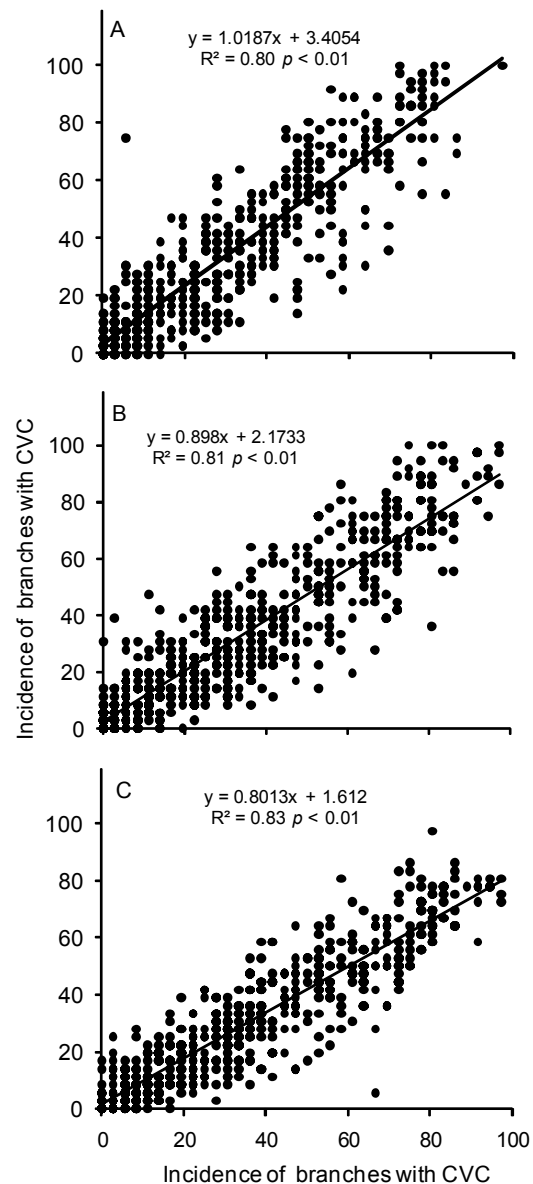 A
y = 1.0187x + 3.4054
R² = 0.80 p < 0.01
100
80
60
40
20
0
B
y = 0.898x + 2.1733
R² = 0.81 p < 0.01
100
80
60
40
20
0
Incidence of branches with CVC
C
y = 0.8013x + 1.612
R² = 0.83 p < 0.01
100
80
60
40
20
0
0 20 40 60 80 100
Incidence of branches with CVC